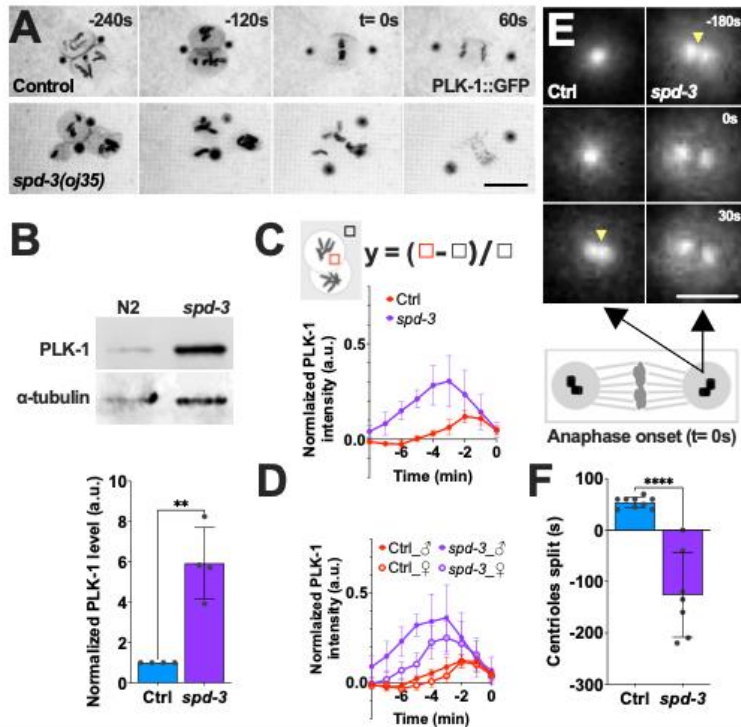 A
-240s
-120s
t= 0s
60s
Control
PLK-1::GFP
spd-3(oj35)
B
N2
spd-3
PLK-1
α-tubulin
Normalized PLK-1 level (a.u.)
10
8
6
4
2
0
**
Ctrl
spd-3
C
y = (□-□)/□
Ctrl
spd-3
Normlaized PLK-1
intensity (a.u.)
0.5
0.0
-6
-4
-2
0
Time (min)
D
Ctrl_♂
spd-3_♂
Ctrl_♀
spd-3_♀
Normlaized PLK-1
intensity (a.u.)
0.5
0.0
-6
-4
-2
0
Time (min)
E
-180s
Ctrl
spd-3
0s
30s
Anaphase onset (t= 0s)
F
Centrioles split (s)
100
0
-100
-200
-300
****
Ctrl
spd-3